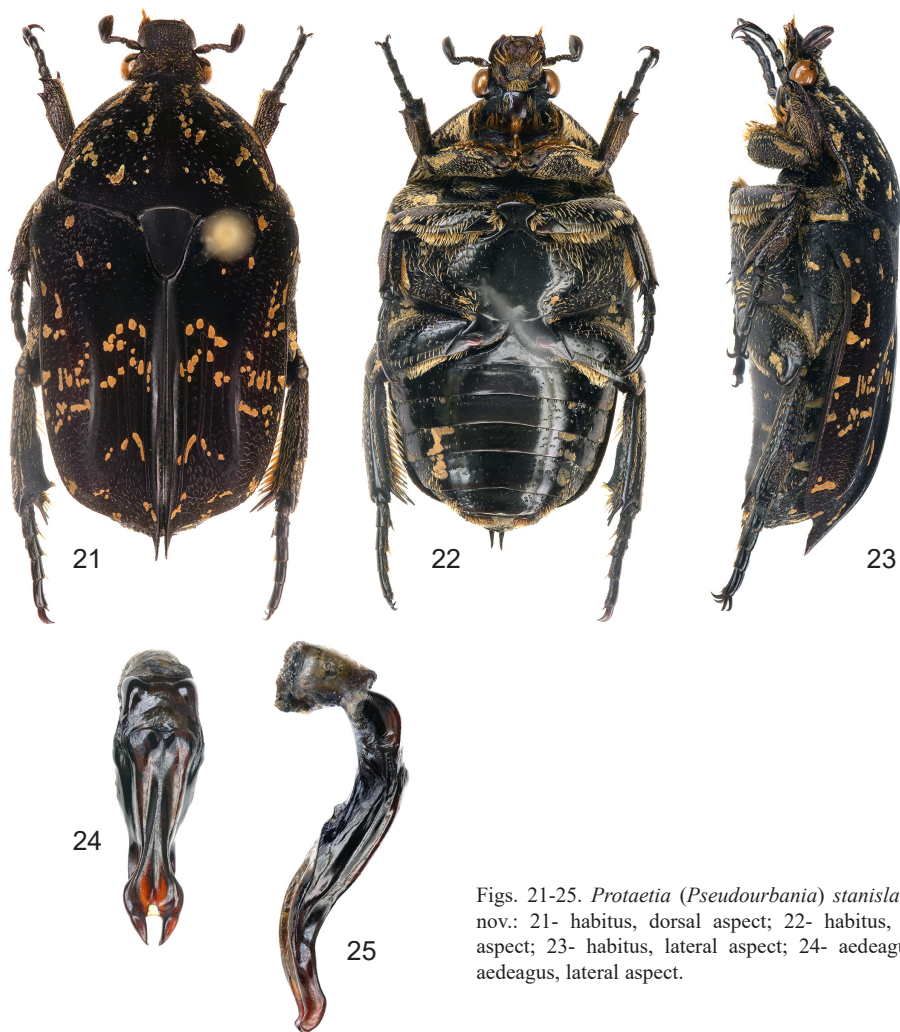 21
22
23
24
25
Figs. 21-25. Protaetia (Pseudourbania) stanisla
nov.: 21- habitus, dorsal aspect; 22- habitus,
aspect; 23- habitus, lateral aspect; 24- aedeagu
aedeagus, lateral aspect.